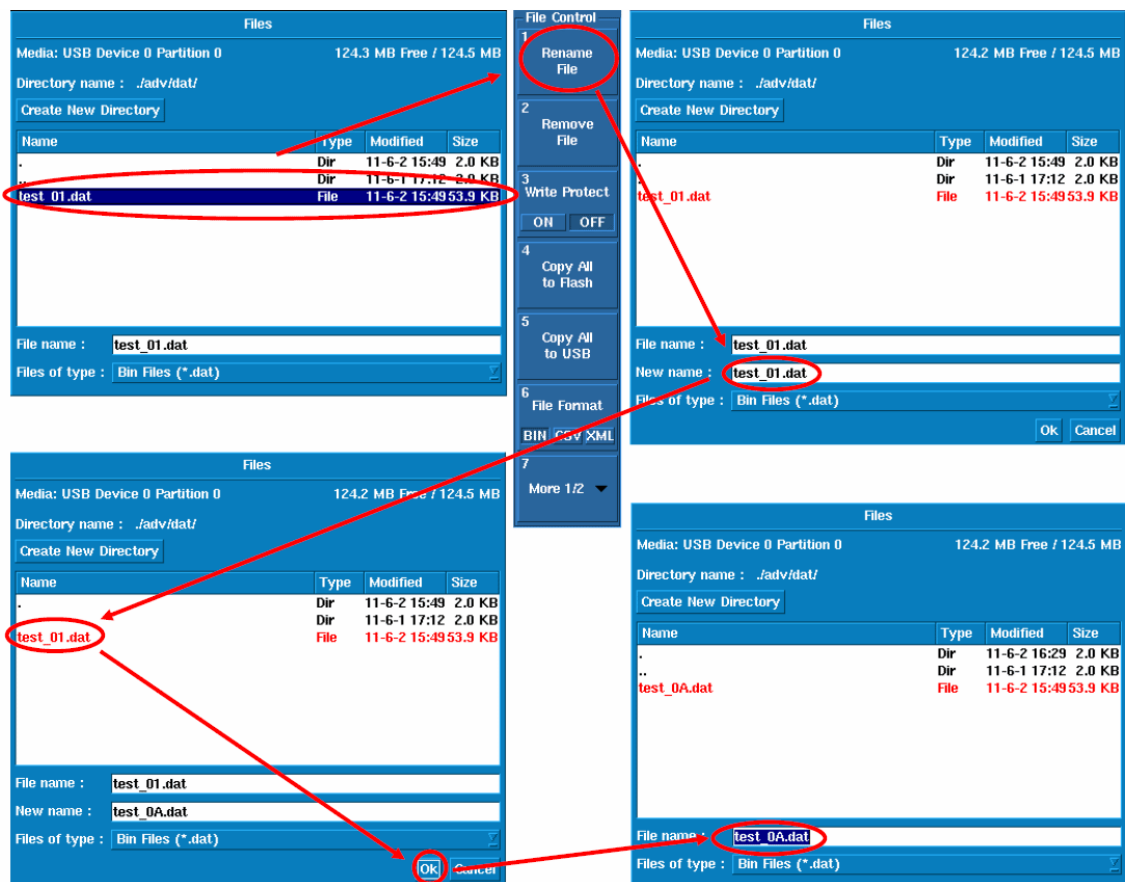 Files
Media: USB Device 0 Partition 0 124.3 MB Free / 124.5 MB
Directory name : ./adv/dat/
Create New Directory
Name Type Modified Size
. Dir 11-6-2 15:49 2.0 KB
.. Dir 11-6-1 17:12 2.0 KB
test_01.dat File 11-6-2 15:49 53.9 KB
File name : test_01.dat
Files of type : Bin Files (*.dat)
File Control
1
Rename
File
2
Remove
File
3
Write Protect
ON OFF
4
Copy All
to Flash
5
Copy All
to USB
6
File Format
BIN CSV XML
7
More 1/2
Files
Media: USB Device 0 Partition 0 124.2 MB Free / 124.5 MB
Directory name : ./adv/dat/
Create New Directory
Name Type Modified Size
. Dir 11-6-2 15:49 2.0 KB
.. Dir 11-6-1 17:12 2.0 KB
test_01.dat File 11-6-2 15:49 53.9 KB
File name : test_01.dat
New name : test_01.dat
Files of type : Bin Files (*.dat)
Ok Cancel
Files
Media: USB Device 0 Partition 0 124.2 MB Free / 124.5 MB
Directory name : ./adv/dat/
Create New Directory
Name Type Modified Size
. Dir 11-6-2 15:49 2.0 KB
Dir 11-6-1 17:12 2.0 KB
test_01.dat File 11-6-2 15:49 53.9 KB
File name : test_01.dat
New name : test_0A.dat
Files of type : Bin Files (*.dat)
Ok Cancel
Files
Media: USB Device 0 Partition 0 124.2 MB Free / 124.5 MB
Directory name : ./adv/dat/
Create New Directory
Name Type Modified Size
. Dir 11-6-2 16:29 2.0 KB
.. Dir 11-6-1 17:12 2.0 KB
test_0A.dat File 11-6-2 15:49 53.9 KB
File name : test_0A.dat
Files of type : Bin Files (*.dat)